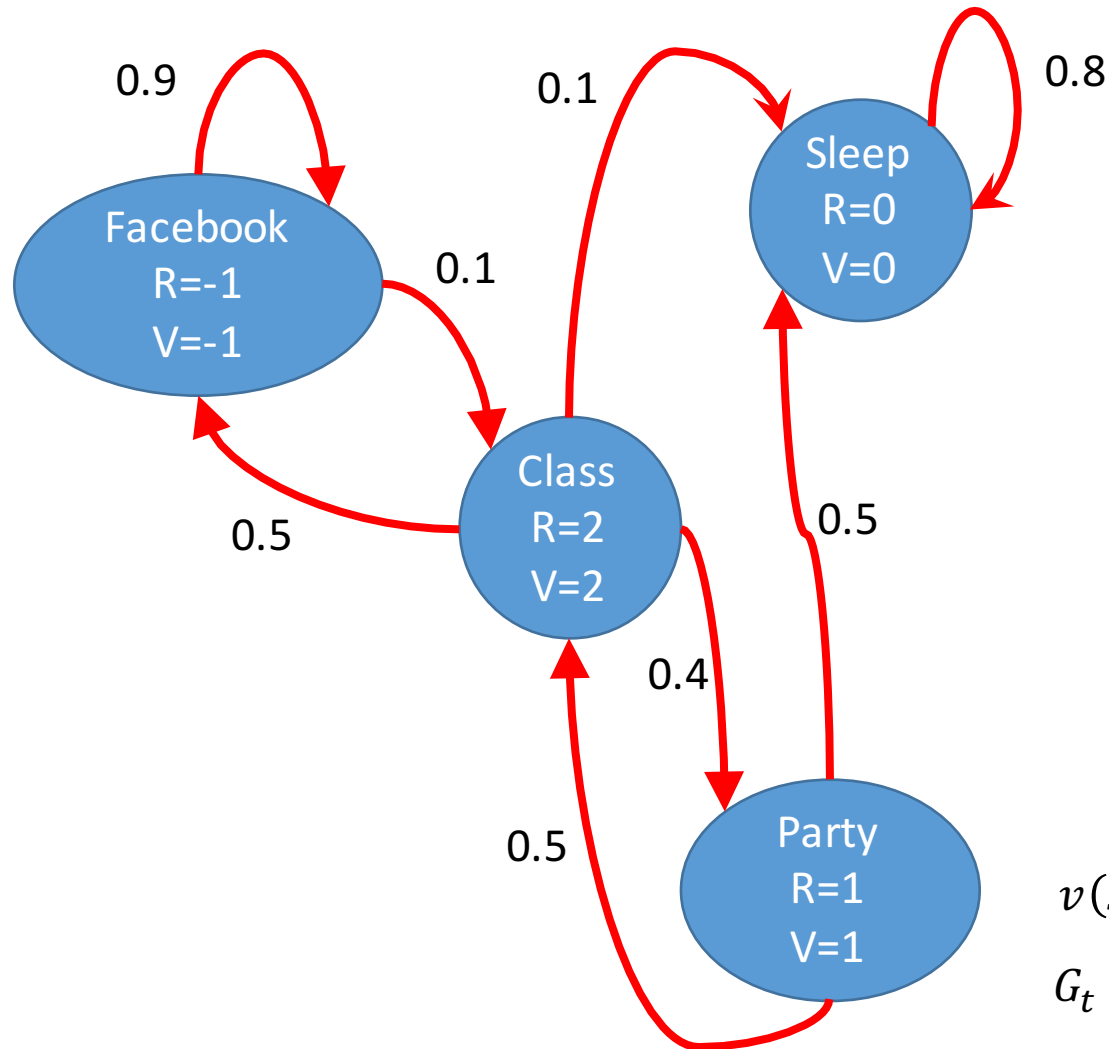 0.9
0.1
0.8
Sleep
R=0
V=0
Facebook
R=-1
V=-1
0.1
Class
R=2
V=2
0.5
0.5
0.4
0.5
Party
R=1
V=1
v(
G_t